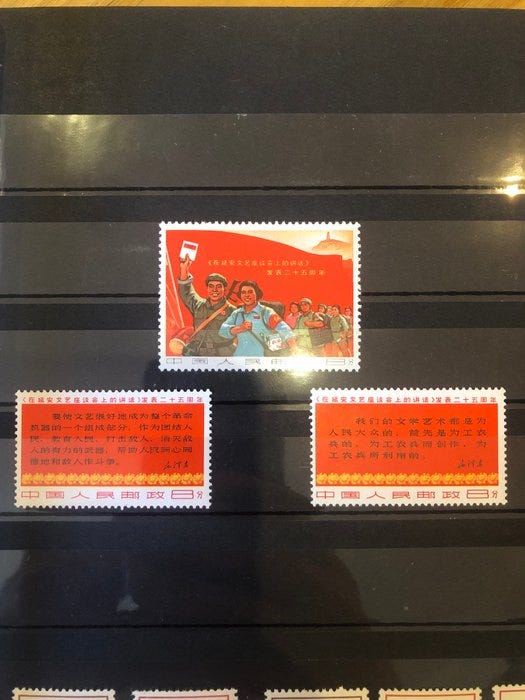 《在延安文艺座谈会上的讲话》
发表二十五周年
中国人民邮政8分
《在延安文艺座谈会上的讲话》发表二十五周年
要使文艺很好地成为整个革命
机器的一个组成部分，作为团结人
民、教育人民、打击敌人、消灭敌
人的有力的武器，帮助人民同心同
德地和敌人作斗争。
毛泽东
中国人民邮政8分
《在延安文艺座谈会上的讲话》发表二十五周年
我们的文学艺术都是为
人民大众的，首先是为工农
兵的，为工农兵而创作，为
工农兵所利用的。
毛泽东
中国人民邮政8分